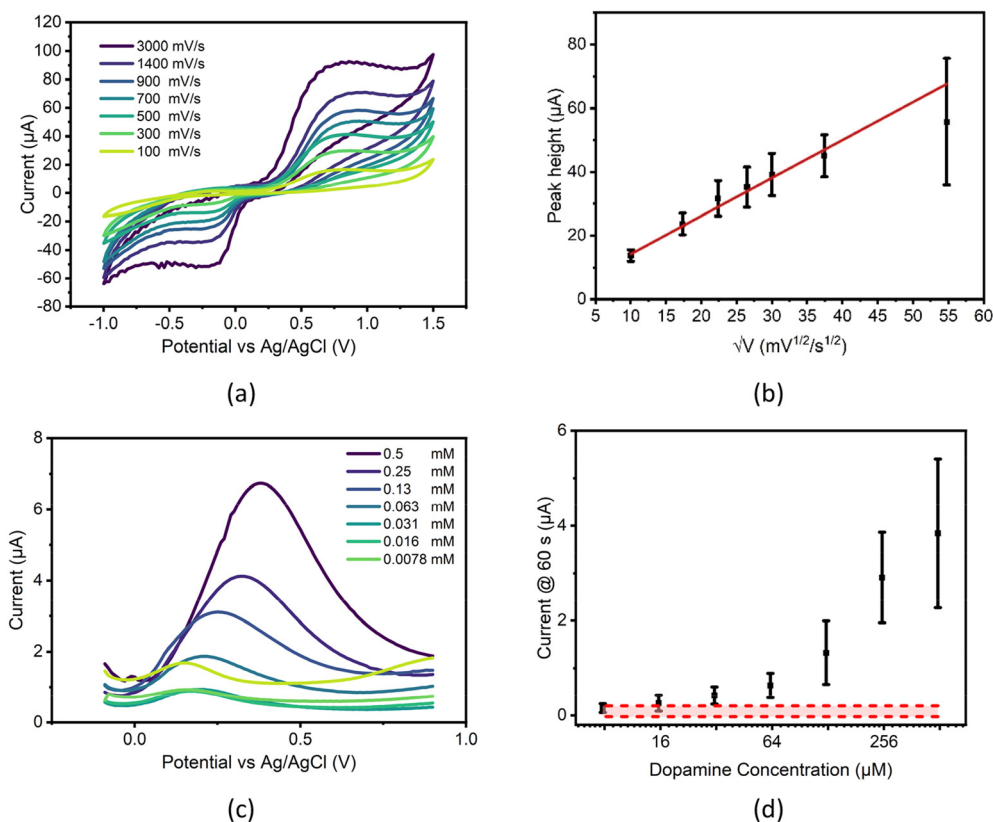 120
100
80
60
40
20
0
-20
-40
-60
-80
Current (µA)
3000 mV/s
1400 mV/s
900 mV/s
700 mV/s
500 mV/s
300 mV/s
100 mV/s
-1.0 -0.5 0.0 0.5 1.0 1.5
Potential vs Ag/AgCl (V)
(a)
80
60
40
20
0
Peak height (µA)
5 10 15 20 25 30 35 40 45 50 55 60
√V (mV1/2/s1/2)
(b)
8
6
4
2
0
Current (µA)
0.5 mM
0.25 mM
0.13 mM
0.063 mM
0.031 mM
0.016 mM
0.0078 mM
0.0 0.5 1.0
Potential vs Ag/AgCl (V)
(c)
6
4
2
0
Current @ 60 s (µA)
16 64 256
Dopamine Concentration (µM)
(d)